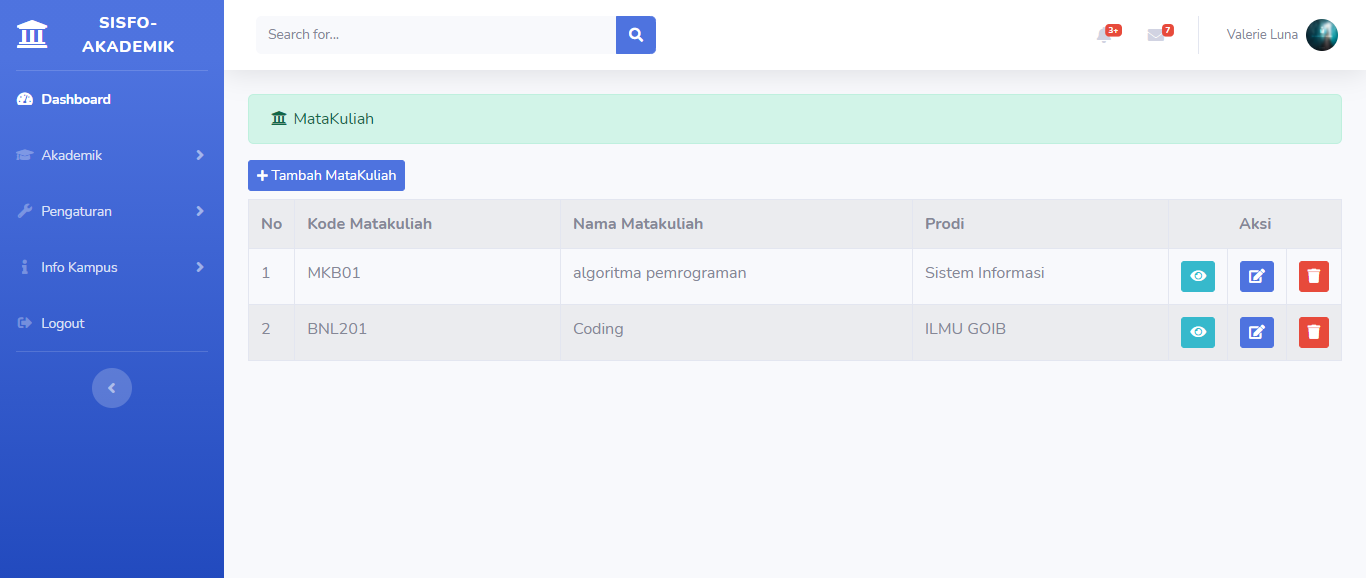 SISFO-
AKADEMIK
Search for...
3+
7
Valerie Luna
Dashboard
Akademik
Pengaturan
Info Kampus
Logout
MataKuliah
Tambah MataKuliah
No Kode Matakuliah Nama Matakuliah Prodi Aksi
1 MKB01 algoritma pemrograman Sistem Informasi
2 BNL201 Coding ILMU GOIB